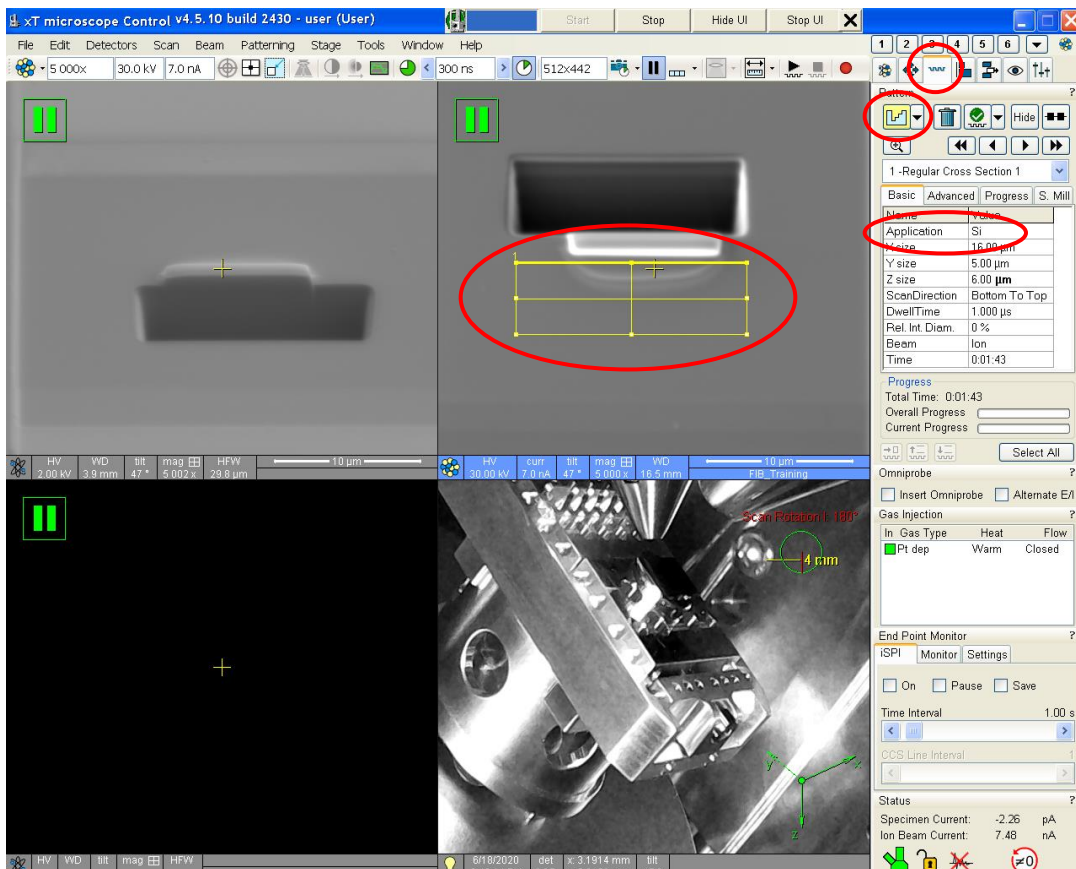 xT microscope Control v4.5.10 build 2430 - user (User)
Start Stop Hide UI Stop UI X
File Edit Detectors Scan Beam Patterning Stage Tools Window Help
5 000x 30.0 kV 7.0 nA 300 ns 512x442
1 2 3 4 5 6
Pattern ?
Hide
1 -Regular Cross Section 1
Basic Advanced Progress S. Mill
Name Value
Application Si
X size 16.00 µm
Y size 5.00 µm
Z size 6.00 µm
ScanDirection Bottom To Top
DwellTime 1.000 µs
Rel. Int. Diam. 0 %
Beam Ion
Time 0:01:43
1
Progress
Total Time: 0:01:43
Overall Progress
Current Progress
Select All
HV WD tilt mag HFW 10 µm
2.00 kV 3.9 mm 47 ° 5 002 x 29.8 µm
HV curr tilt mag WD 10 µm
30.00 kV 7.0 nA 47 ° 5 000 x 16.5 mm FIB_Training
Omniprobe ?
Insert Omniprobe Alternate E/I
Gas Injection ?
In Gas Type Heat Flow
Pt dep Warm Closed
Scan Rotation I: 180°
4 mm
End Point Monitor ?
iSPI Monitor Settings
On Pause Save
Time Interval 1.00 s
CCS Line Interval 1
y x
z
Status ?
Specimen Current: -2.26 pA
Ion Beam Current: 7.48 nA
≠0
HV WD tilt mag HFW
6/18/2020 det x: 3.1914 mm tilt